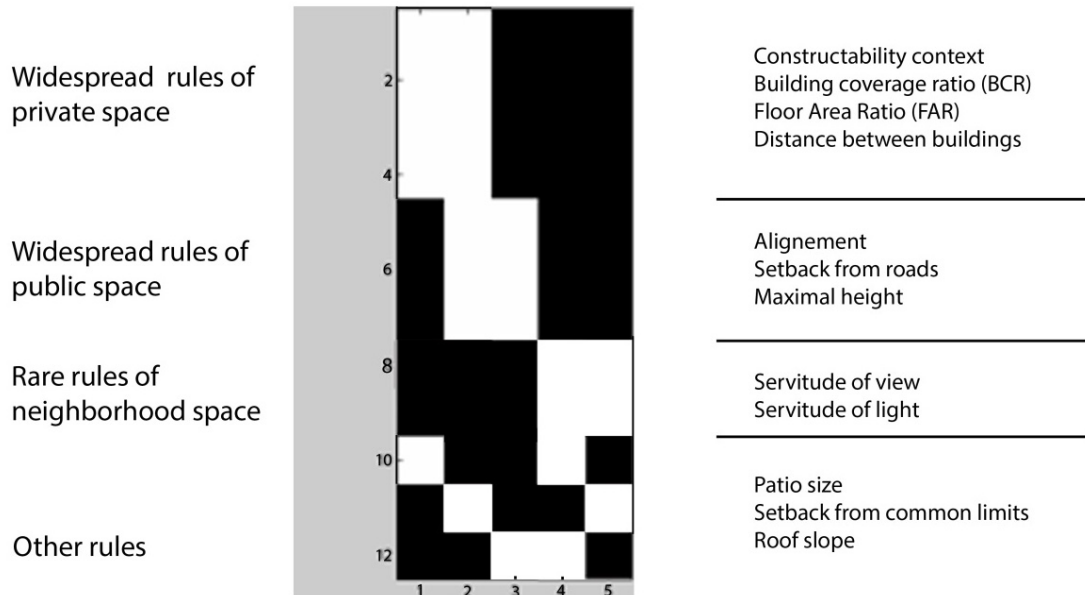 Widespread rules of
private space
Widespread rules of
public space
Rare rules of
neighborhood space
Other rules
2
4
6
8
10
12
1 2 3 4 5
Constructability context
Building coverage ratio (BCR)
Floor Area Ratio (FAR)
Distance between buildings
Alignement
Setback from roads
Maximal height
Servitude of view
Servitude of light
Patio size
Setback from common limits
Roof slope